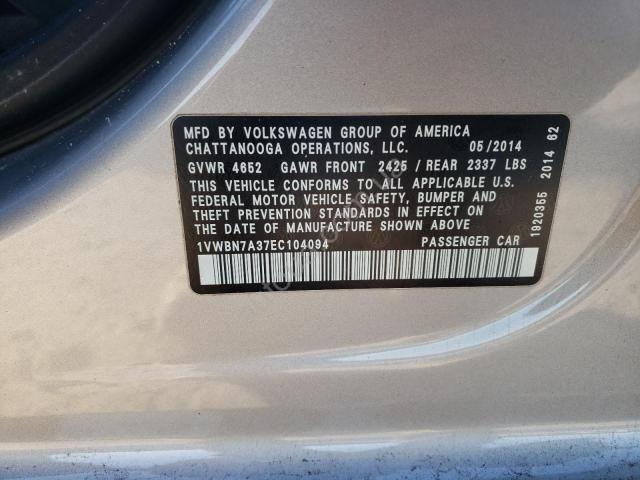 MFD BY VOLKSWAGEN GROUP OF AMERICA
CHATTANOOGA OPERATIONS, LLC. 05/2014
GVWR 4652 GAWR FRONT 2425 / REAR 2337 LBS
THIS VEHICLE CONFORMS TO ALL APPLICABLE U.S.
FEDERAL MOTOR VEHICLE SAFETY, BUMPER AND
THEFT PREVENTION STANDARDS IN EFFECT ON
THE DATE OF MANUFACTURE SHOWN ABOVE
1VWBN7A37EC104094 PASSENGER CAR
1920355 2014 62